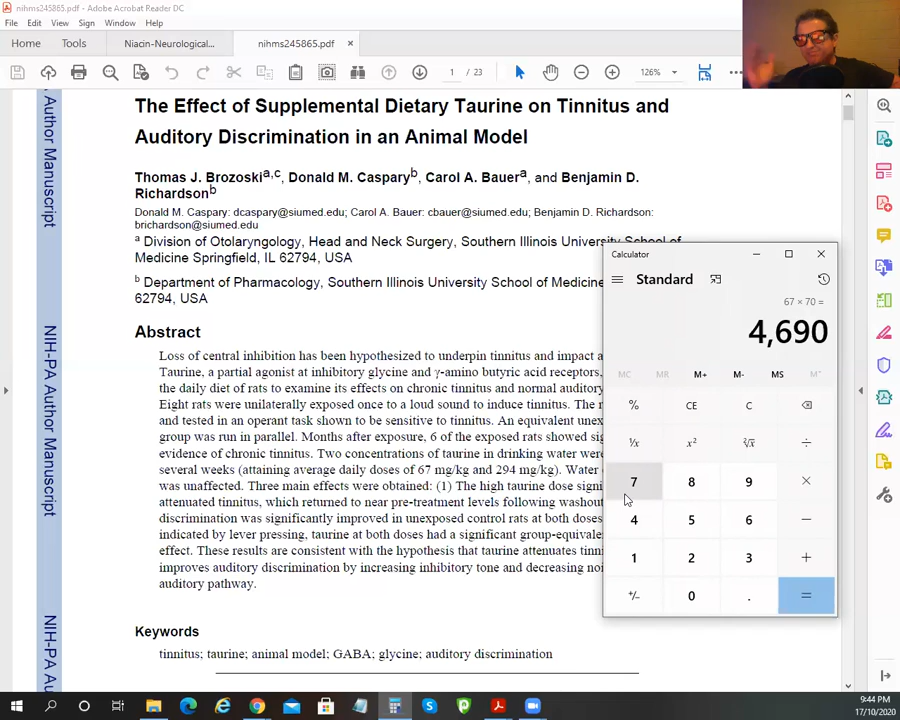 nihms245865.pdf - Adobe Acrobat Reader DC
File Edit View Sign Window Help
Home Tools Niacin-Neurological... nihms245865.pdf ×
1 / 23 126%
NIH-PA Author Manuscript
NIH-PA Author Manuscript
NIH-PA
The Effect of Supplemental Dietary Taurine on Tinnitus and
Auditory Discrimination in an Animal Model
Thomas J. Brozoskia,c, Donald M. Casparyb, Carol A. Bauera, and Benjamin D.
Richardsonb
Donald M. Caspary: dcaspary@siumed.edu; Carol A. Bauer: cbauer@siumed.edu; Benjamin D. Richardson:
brichardson@siumed.edu
a Division of Otolaryngology, Head and Neck Surgery, Southern Illinois University School of
Medicine Springfield, IL 62794, USA
b Department of Pharmacology, Southern Illinois University School of Medicine
62794, USA
Abstract
Loss of central inhibition has been hypothesized to underpin tinnitus and impact a
Taurine, a partial agonist at inhibitory glycine and γ-amino butyric acid receptors,
the daily diet of rats to examine its effects on chronic tinnitus and normal auditory
Eight rats were unilaterally exposed once to a loud sound to induce tinnitus. The r
and tested in an operant task shown to be sensitive to tinnitus. An equivalent unex
group was run in parallel. Months after exposure, 6 of the exposed rats showed sig
evidence of chronic tinnitus. Two concentrations of taurine in drinking water were
several weeks (attaining average daily doses of 67 mg/kg and 294 mg/kg). Water
was unaffected. Three main effects were obtained: (1) The high taurine dose signi
attenuated tinnitus, which returned to near pre-treatment levels following washout
discrimination was significantly improved in unexposed control rats at both doses
indicated by lever pressing, taurine at both doses had a significant group-equivale
effect. These results are consistent with the hypothesis that taurine attenuates tinni
improves auditory discrimination by increasing inhibitory tone and decreasing noi
auditory pathway.
Keywords
tinnitus; taurine; animal model; GABA; glycine; auditory discrimination
Calculator
Standard
67 × 70 =
4,690
MC MR M+ M- MS M˅
% CE C
⅟x x² ²√x ÷
7 8 9 ×
4 5 6 −
1 2 3 +
+/− 0 . =
9:44 PM
17/10/2020